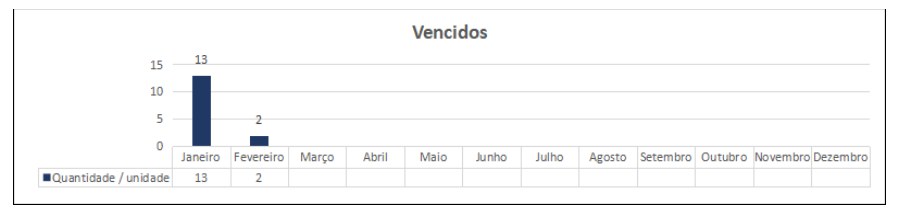 Vencidos
15
10
5
0
13
2
Janeiro Fevereiro Março Abril Maio Junho Julho Agosto Setembro Outubro Novembro Dezembro
Quantidade / unidade 13 2